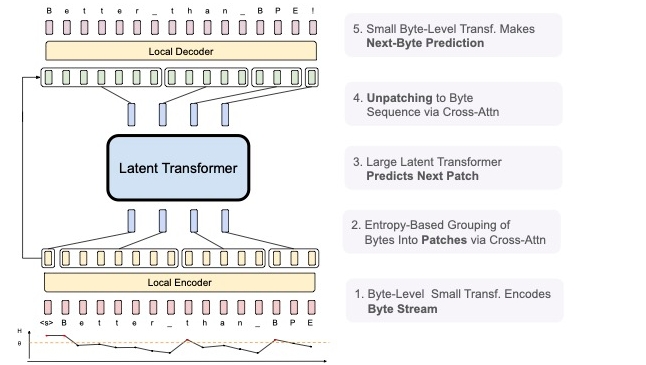 B e t t e r _ t h a n _ B P E !
Local Decoder
Latent Transformer
Local Encoder
<s> B e t t e r _ t h a n _ B P E
H
θ
5. Small Byte-Level Transf. Makes
Next-Byte Prediction
4. Unpatching to Byte
Sequence via Cross-Attn
3. Large Latent Transformer
Predicts Next Patch
2. Entropy-Based Grouping of
Bytes Into Patches via Cross-Attn
1. Byte-Level Small Transf. Encodes
Byte Stream